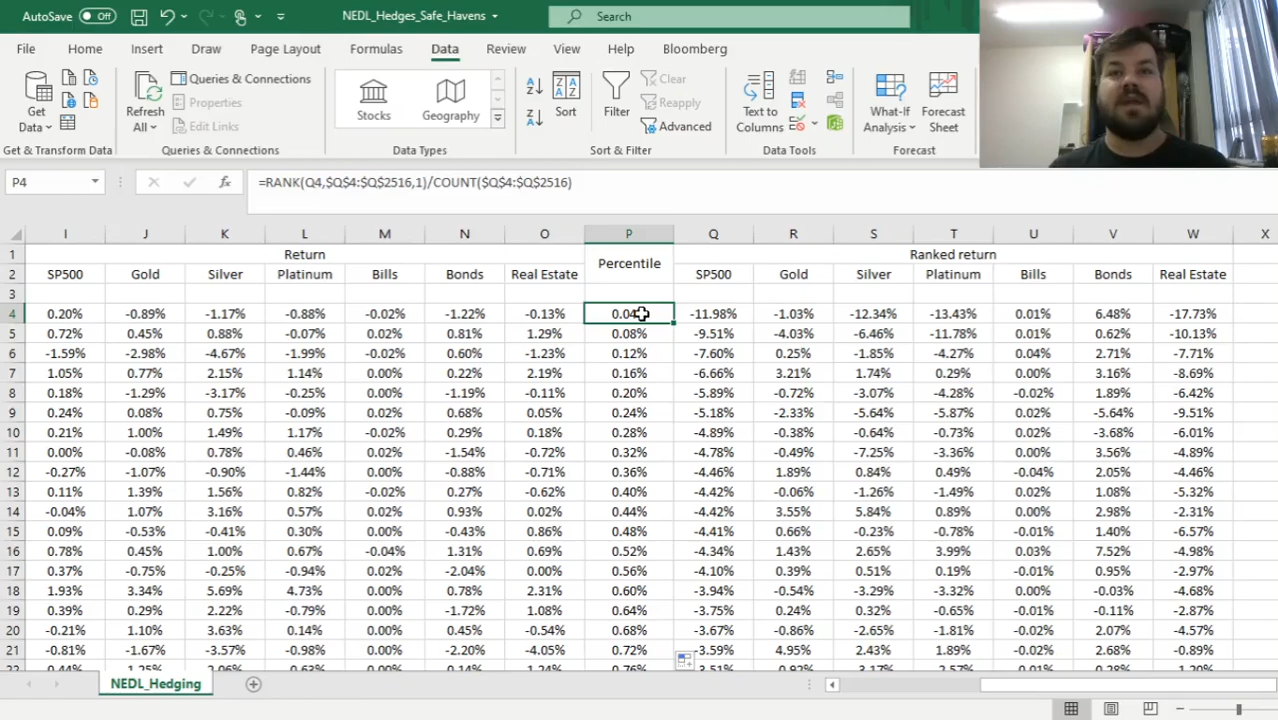 AutoSave Off NEDL_Hedges_Safe_Havens Search
File Home Insert Draw Page Layout Formulas Data Review View Help Bloomberg
Get Data Refresh All Queries & Connections Properties Edit Links Stocks Geography Sort Filter Clear Reapply Advanced Text to Columns What-If Analysis Forecast Sheet
Get & Transform Data Queries & Connections Data Types Sort & Filter Data Tools Forecast
P4 fx =RANK(Q4,$Q$4:$Q$2516,1)/COUNT($Q$4:$Q$2516)
I J K L M N O P Q R S T U V W X
1 Return Percentile Ranked return
2 SP500 Gold Silver Platinum Bills Bonds Real Estate SP500 Gold Silver Platinum Bills Bonds Real Estate
3
4 0.20% -0.89% -1.17% -0.88% -0.02% -1.22% -0.13% -11.98% -1.03% -12.34% -13.43% 0.01% 6.48% -17.73%
5 0.72% 0.45% 0.88% -0.07% 0.02% 0.81% 1.29% 0.08% -9.51% -4.03% -6.46% -11.78% 0.01% 0.62% -10.13%
6 -1.59% -2.98% -4.67% -1.99% -0.02% 0.60% -1.23% 0.12% -7.60% 0.25% -1.85% -4.27% 0.04% 2.71% -7.71%
7 1.05% 0.77% 2.15% 1.14% 0.00% 0.22% 2.19% 0.16% -6.66% 3.21% 1.74% 0.29% 0.01% 3.16% -8.69%
8 0.18% -1.29% -3.17% -0.25% 0.00% -1.19% -0.11% 0.20% -5.89% -0.72% -3.07% -4.28% -0.02% 1.89% -6.42%
9 0.24% 0.08% 0.75% -0.09% 0.02% 0.68% 0.05% 0.24% -5.18% -2.33% -5.64% -5.87% 0.02% -5.64% -9.51%
10 0.21% 1.00% 1.49% 1.17% -0.02% 0.29% 0.18% 0.28% -4.89% -0.38% -0.64% -0.73% 0.02% -3.68% -6.01%
11 0.00% -0.08% 0.78% 0.46% 0.02% -1.54% -0.72% 0.32% -4.78% -0.49% -7.25% -3.36% 0.00% 3.56% -4.89%
12 -0.27% -1.07% -0.90% -1.44% 0.00% -0.88% -0.71% 0.36% -4.46% 1.89% 0.84% 0.49% -0.04% 2.05% -4.46%
13 0.11% 1.39% 1.56% 0.82% -0.02% 0.27% -0.62% 0.40% -4.42% -0.06% -1.26% -1.49% 0.02% 1.08% -5.32%
14 -0.04% 1.07% 3.16% 0.57% 0.00% 0.93% 0.02% 0.44% -4.42% 3.55% 5.84% 0.89% 0.00% 2.98% -2.31%
15 0.09% -0.53% -0.41% 0.68% 0.00% -0.43% 0.86% 0.48% -4.41% 0.66% -0.23% -0.78% -0.01% 1.40% -6.57%
16 0.78% 0.45% 1.00% 0.67% -0.04% 1.31% 0.69% 0.52% -4.34% 1.43% 2.65% 3.99% 0.03% 7.52% -4.98%
17 0.37% -0.75% -0.25% -0.94% 0.02% -2.04% 0.00% 0.56% -4.10% 0.39% 0.51% 0.19% -0.01% 0.95% -2.97%
18 1.93% 3.34% 5.69% 4.73% 0.00% 0.78% 2.31% 0.60% -3.94% -0.54% -3.29% -3.32% 0.00% -0.03% -4.68%
19 0.39% 0.29% 2.22% -0.79% 0.00% -1.72% 1.08% 0.64% -3.75% 0.24% 0.32% -0.65% 0.01% -0.11% -2.87%
20 -0.21% 1.10% 3.63% 0.14% 0.00% 0.45% -0.54% 0.68% -3.67% -0.86% -2.65% -1.81% -0.02% 2.07% -4.57%
21 -0.81% -1.67% -3.57% -0.98% 0.00% -2.20% -4.05% 0.72% -3.59% 4.95% 2.43% 1.89% -0.01% 2.68% -0.89%
NEDL_Hedging